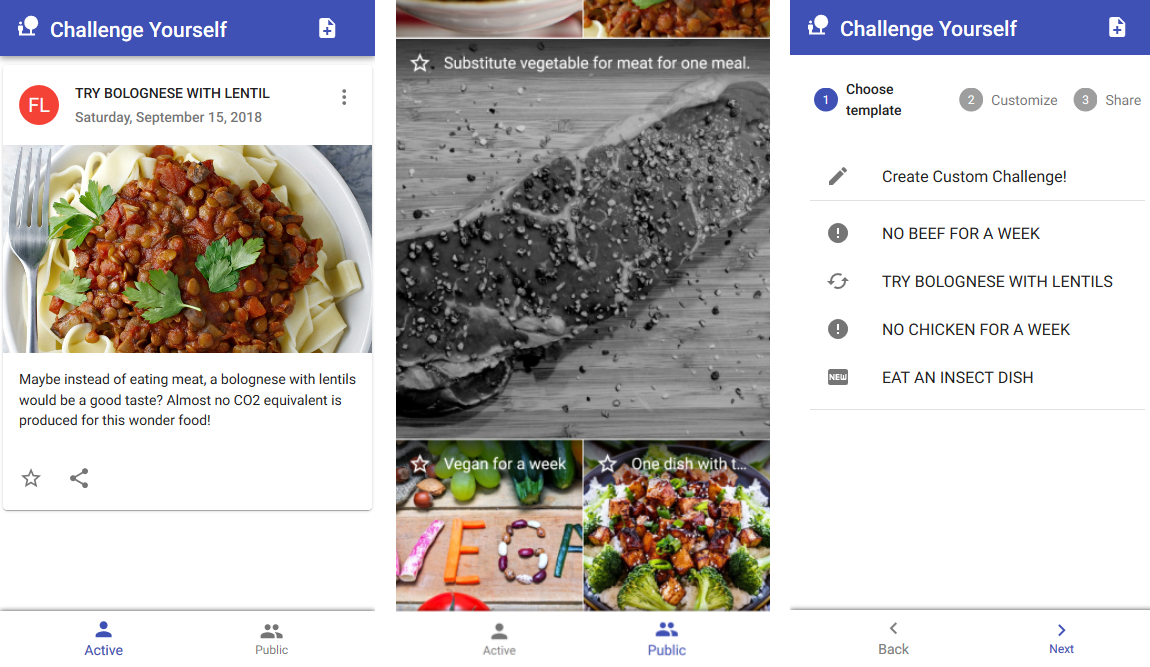 Challenge Yourself
FL
TRY BOLOGNESE WITH LENTIL
Saturday, September 15, 2018
Maybe instead of eating meat, a bolognese with lentils
would be a good taste? Almost no CO2 equivalent is
produced for this wonder food!
Active
Public
Substitute vegetable for meat for one meal.
Vegan for a week
One dish with t...
VEGA
Active
Public
Challenge Yourself
1
Choose
template
2
Customize
3
Share
Create Custom Challenge!
NO BEEF FOR A WEEK
TRY BOLOGNESE WITH LENTILS
NO CHICKEN FOR A WEEK
NEW
EAT AN INSECT DISH
Back
Next